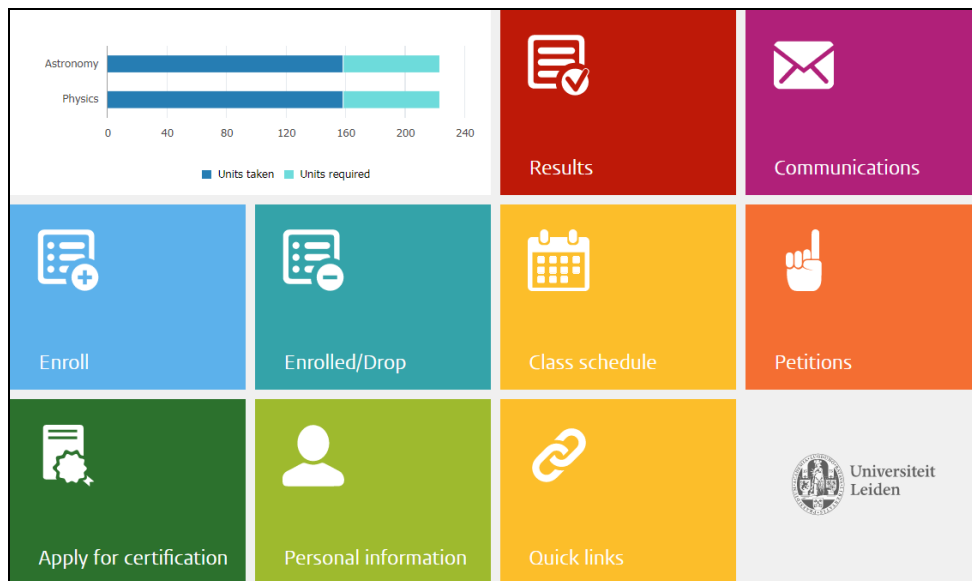 Astronomy
Physics
0 40 80 120 160 200 240
Units taken Units required
Results
Communications
Enroll
Enrolled/Drop
Class schedule
Petitions
Apply for certification
Personal information
Quick links
Universiteit
Leiden